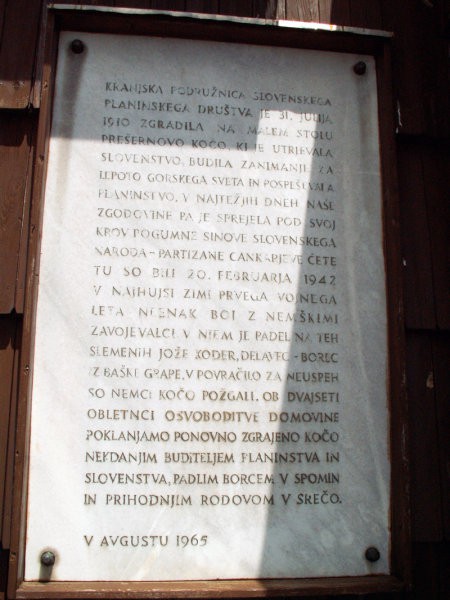 KRANJSKA PODRUŽNICA SLOVENSKEGA
PLANINSKEGA DRUŠTVA JE 31. JULIJA
1910 ZGRADILA NA MALEM STOLU
PREŠERNOVO KOČO, KI JE UTRJEVALA
SLOVENSTVO, BUDILA ZANIMANJE ZA
LEPOTO GORSKEGA SVETA IN POSPEŠEVALA
PLANINSTVO. V NAJTEŽJIH DNEH NAŠE
ZGODOVINE PA JE SPREJELA POD SVOJ
KROV POGUMNE SINOVE SLOVENSKEGA
NARODA - PARTIZANE CANKARJEVE ČETE
TU SO BILI 20. FEBRUARJA 1942
V NAJHUJŠI ZIMI PRVEGA VOJNEGA
LETA NEENAK BOJ Z NEMŠKIMI
ZAVOJEVALCI. V NJEM JE PADEL NA TEH
SLEMENIH JOŽE KODER, DELAVEC - BOREC
IZ BAŠKE GRAPE, V POVRAČILO ZA NEUSPEH
SO NEMCI KOČO POŽGALI. OB DVAJSETI
OBLETNICI OSVOBODITVE DOMOVINE
POKLANJAMO PONOVNO ZGRAJENO KOČO
NEKDANJIM BUDITELJEM PLANINSTVA IN
SLOVENSTVA, PADLIM BORCEM V SPOMIN
IN PRIHODNJIM RODOVOM V SREČO.
V AVGUSTU 1965